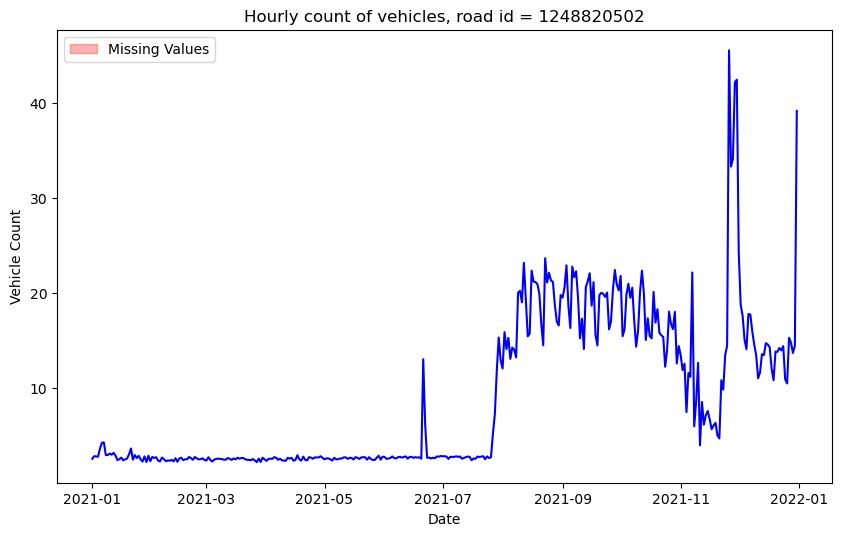 Hourly count of vehicles, road id = 1248820502
Missing Values
Vehicle Count
40
30
20
10
2021-01 2021-03 2021-05 2021-07 2021-09 2021-11 2022-01
Date